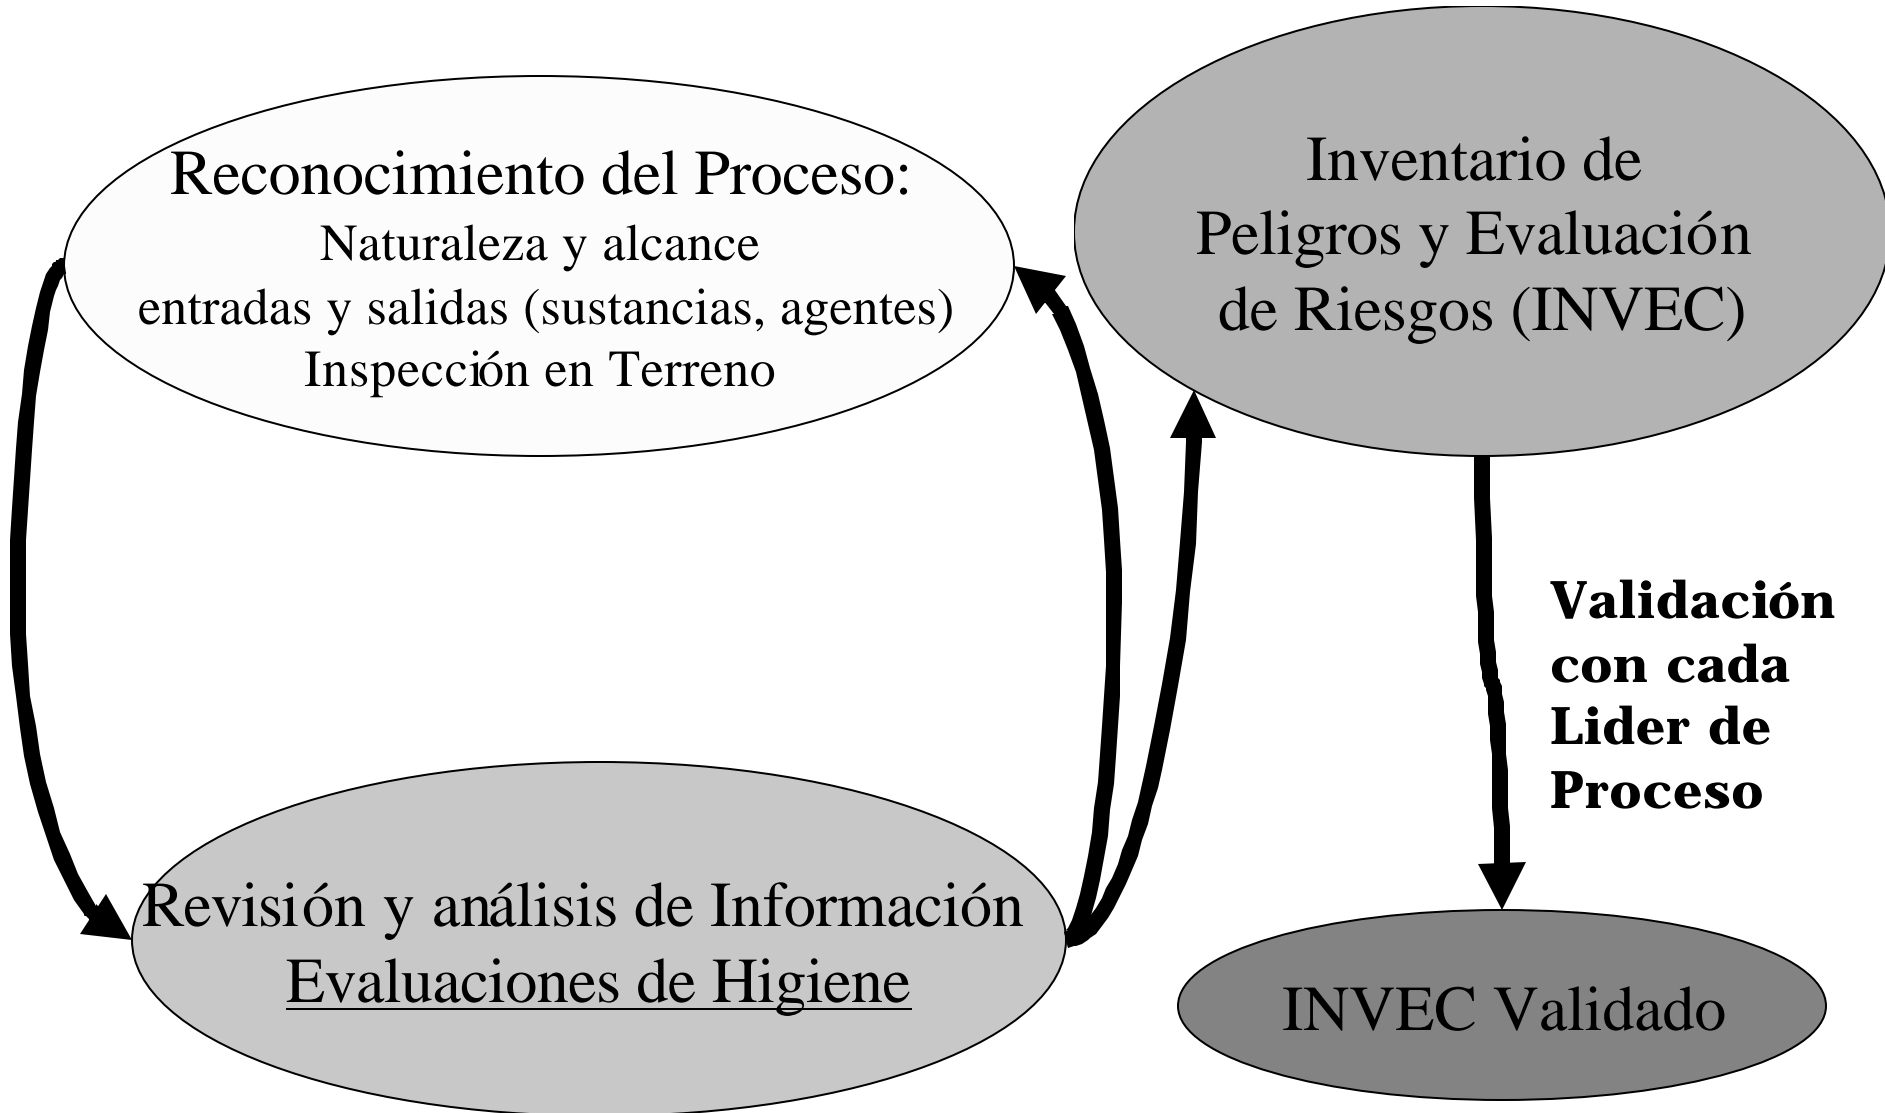 Reconocimiento del Proceso:
Naturaleza y alcance
entradas y salidas (sustancias, agentes)
Inspección en Terreno
Inventario de
Peligros y Evaluación
de Riesgos (INVEC)
Validación
con cada
Lider de
Proceso
Revisión y análisis de Información
Evaluaciones de Higiene
INVEC Validado